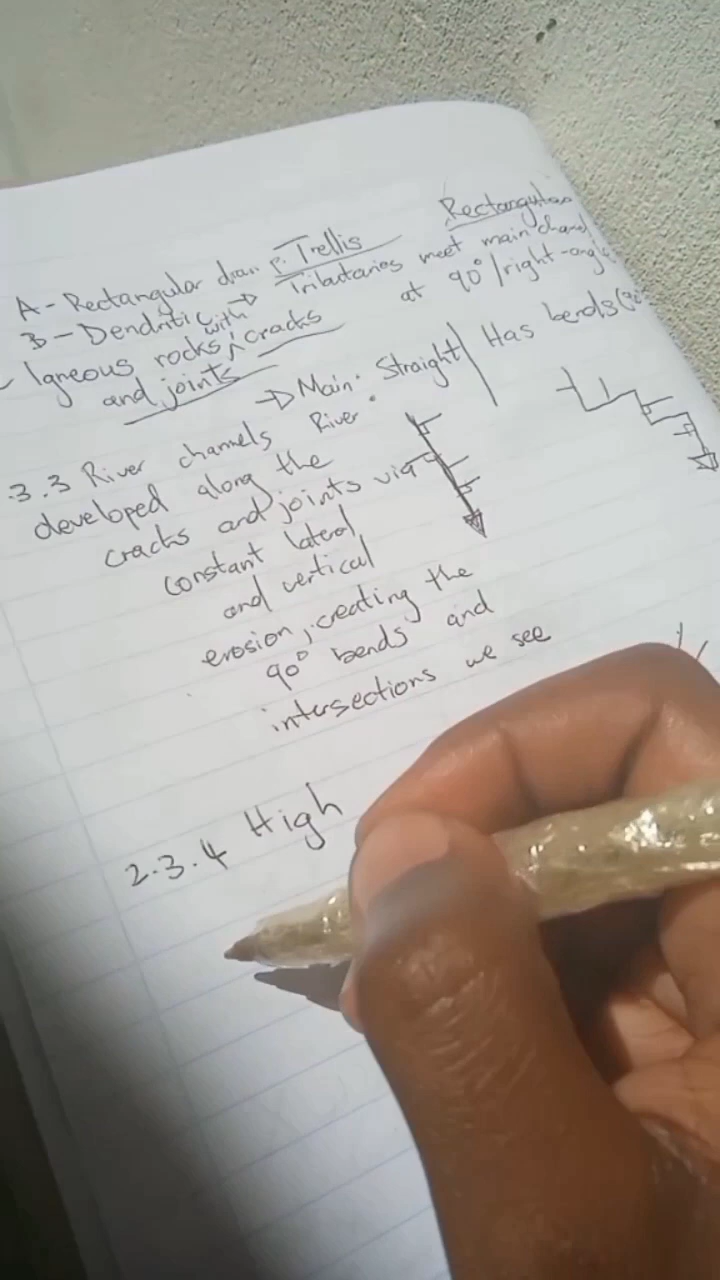 A - Rectangular drain P.
B - Dendritic
Igneous rocks with cracks
and joints
Trellis
Rectangular
→ Tributaries meet main channel
at 90°/right-angle
→ Main River: Straight
Has bends (90°
.3.3 River channels
developed along the
cracks and joints via
constant lateral
and vertical
erosion, creating the
90° bends and
intersections we see
2.3.4 High